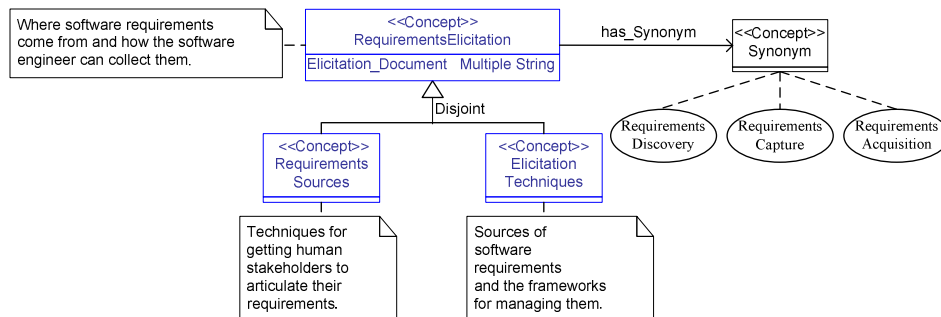 Where software requirements
come from and how the software
engineer can collect them.
<<Concept>>
RequirementsElicitation
Elicitation_Document   Multiple String
has_Synonym
<<Concept>>
Synonym
Requirements
Discovery
Requirements
Capture
Requirements
Acquisition
Disjoint
<<Concept>>
Requirements
Sources
<<Concept>>
Elicitation
Techniques
Techniques for
getting human
stakeholders to
articulate their
requirements.
Sources of
software
requirements
and the frameworks
for managing them.